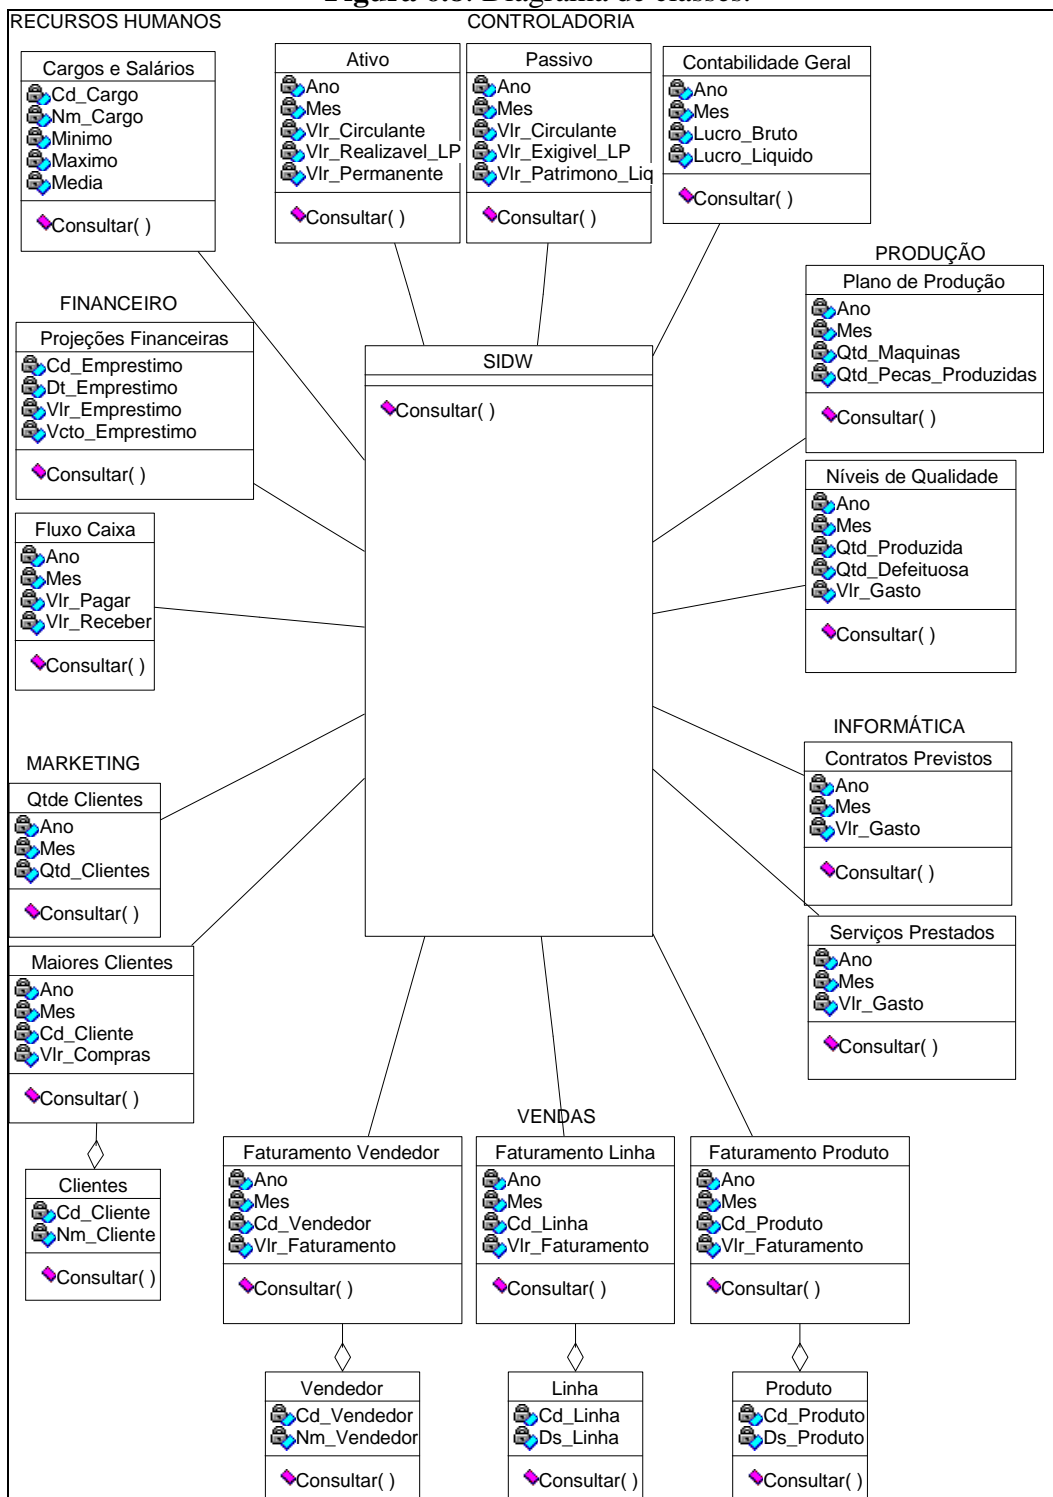 RECURSOS HUMANOS
CONTROLADORIA
Cargos e Salários
Cd_Cargo
Nm_Cargo
Minimo
Maximo
Media
Consultar( )
Ativo
Ano
Mes
Vlr_Circulante
Vlr_Realizavel_LP
Vlr_Permanente
Consultar( )
Passivo
Ano
Mes
Vlr_Circulante
Vlr_Exigivel_LP
Vlr_Patrimono_Liq
Consultar( )
Contabilidade Geral
Ano
Mes
Lucro_Bruto
Lucro_Liquido
Consultar( )
PRODUÇÃO
Plano de Produção
Ano
Mes
Qtd_Maquinas
Qtd_Pecas_Produzidas
Consultar( )
FINANCEIRO
Projeções Financeiras
Cd_Emprestimo
Dt_Emprestimo
Vlr_Emprestimo
Vcto_Emprestimo
Consultar( )
SIDW
Consultar( )
Níveis de Qualidade
Ano
Mes
Qtd_Produzida
Qtd_Defeituosa
Vlr_Gasto
Consultar( )
Fluxo Caixa
Ano
Mes
Vlr_Pagar
Vlr_Receber
Consultar( )
INFORMÁTICA
Contratos Previstos
Ano
Mes
Vlr_Gasto
Consultar( )
MARKETING
Qtde Clientes
Ano
Mes
Qtd_Clientes
Consultar( )
Serviços Prestados
Ano
Mes
Vlr_Gasto
Consultar( )
Maiores Clientes
Ano
Mes
Cd_Cliente
Vlr_Compras
Consultar( )
Clientes
Cd_Cliente
Nm_Cliente
Consultar( )
VENDAS
Faturamento Vendedor
Ano
Mes
Cd_Vendedor
Vlr_Faturamento
Consultar( )
Faturamento Linha
Ano
Mes
Cd_Linha
Vlr_Faturamento
Consultar( )
Faturamento Produto
Ano
Mes
Cd_Produto
Vlr_Faturamento
Consultar( )
Vendedor
Cd_Vendedor
Nm_Vendedor
Consultar( )
Linha
Cd_Linha
Ds_Linha
Consultar( )
Produto
Cd_Produto
Ds_Produto
Consultar( )